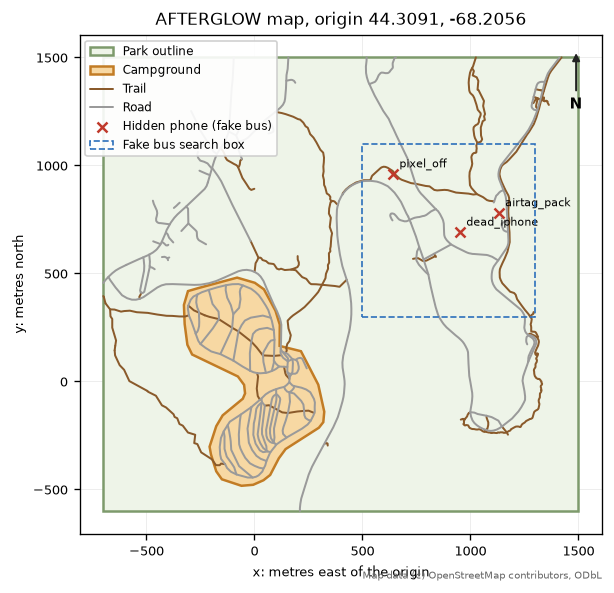 AFTERGLOW map, origin 44.3091, -68.2056
Park outline
Campground
Trail
Road
Hidden phone (fake bus)
Fake bus search box
N
pixel_off
airtag_pack
dead_iphone
1500
1000
500
0
−500
y: metres north
−500
0
500
1000
1500
x: metres east of the origin
OpenStreetMap contributors, ODbL